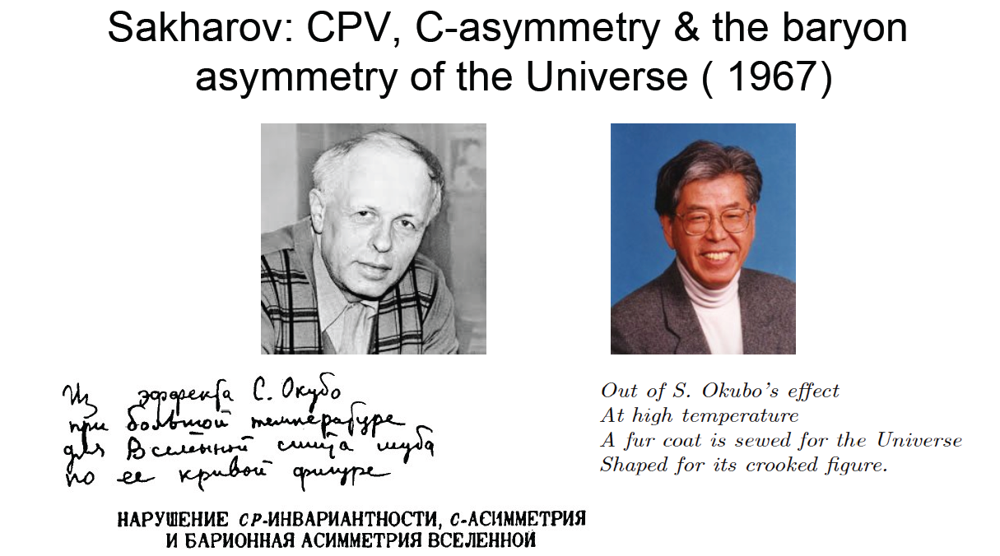 Sakharov: CPV, C-asymmetry & the baryon
asymmetry of the Universe ( 1967)
Из эффекта С. Окубо
при большой температуре
для Вселенной сшита шуба
по ее кривой фигуре
Out of S. Okubo's effect
At high temperature
A fur coat is sewed for the Universe
Shaped for its crooked figure.
НАРУШЕНИЕ CP-ИНВАРИАНТНОСТИ, C-АСИММЕТРИЯ
И БАРИОННАЯ АСИММЕТРИЯ ВСЕЛЕННОЙ